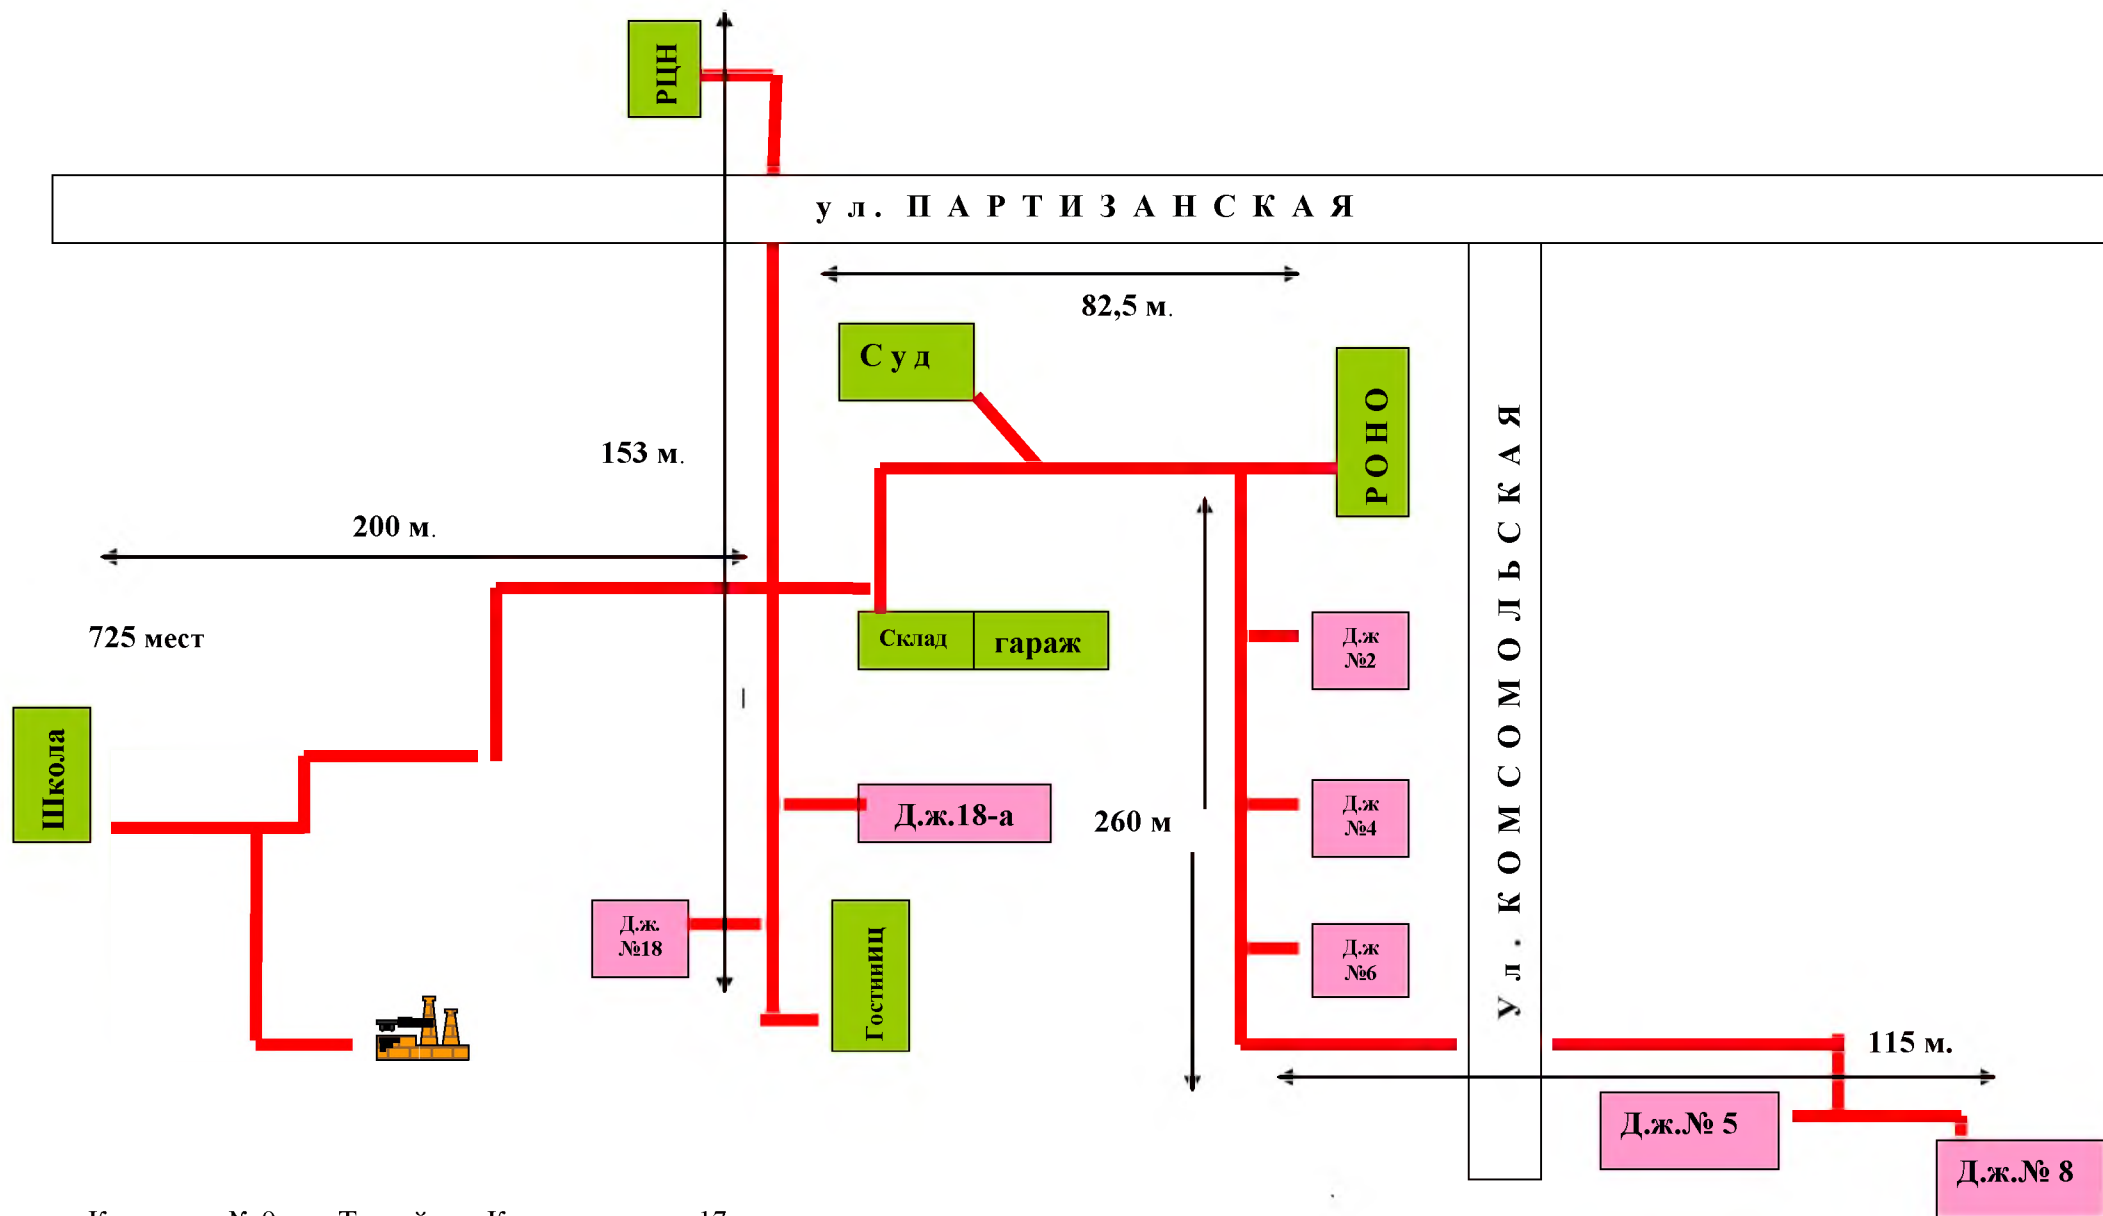 РЦН
ул. ПАРТИЗАНСКАЯ
82,5 м.
Суд
РОНО
153 м.
200 м.
725 мест
Склад
гараж
Д.ж
№2
Школа
Д.ж.18-а
260 м
Д.ж
№4
Д.ж.
№18
Гостииц
Д.ж
№6
Ул. КОМСОМОЛЬСКАЯ
115 м.
Д.ж.№ 5
Д.ж.№ 8